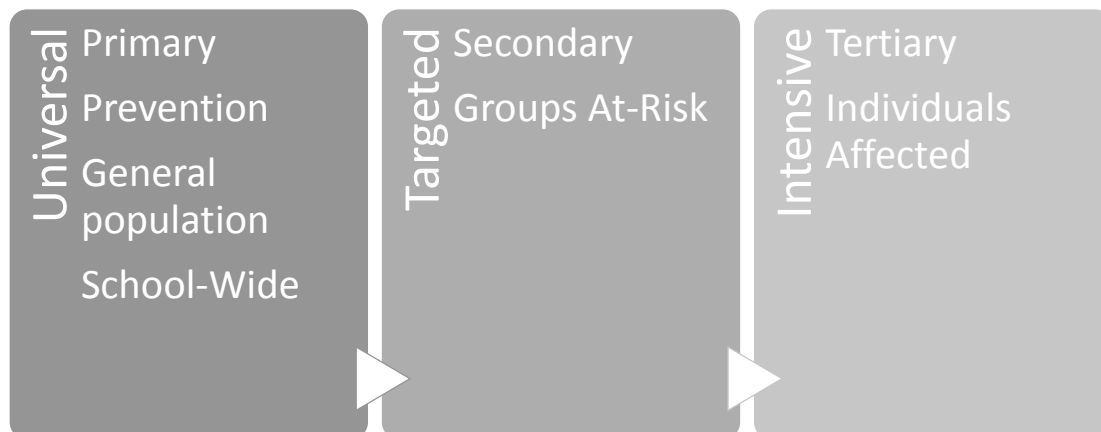 Universal
Primary
Prevention
General
population
School-Wide
Targeted
Secondary
Groups At-Risk
Intensive
Tertiary
Individuals
Affected